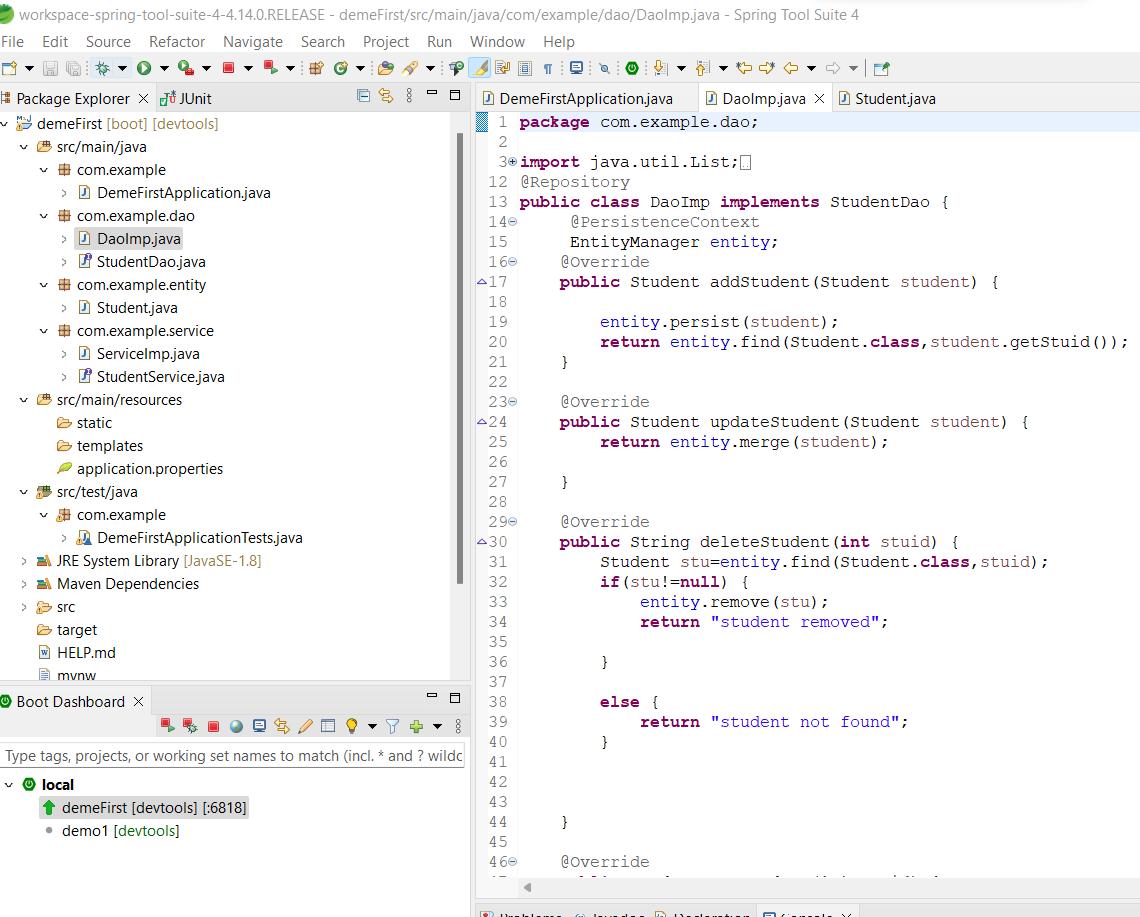 workspace-spring-tool-suite-4-4.14.0.RELEASE - demeFirst/src/main/java/com/example/dao/DaoImp.java - Spring Tool Suite 4
File Edit Source Refactor Navigate Search Project Run Window Help
Package Explorer JUnit
demeFirst [boot] [devtools]
src/main/java
com.example
DemeFirstApplication.java
com.example.dao
DaoImp.java
StudentDao.java
com.example.entity
Student.java
com.example.service
ServiceImp.java
StudentService.java
src/main/resources
static
templates
application.properties
src/test/java
com.example
DemeFirstApplicationTests.java
JRE System Library [JavaSE-1.8]
Maven Dependencies
src
target
HELP.md
mvnw
Boot Dashboard
Type tags, projects, or working set names to match (incl. * and ? wildc
local
demeFirst [devtools] [:6818]
demo1 [devtools]
DemeFirstApplication.java DaoImp.java Student.java
1 package com.example.dao;
2
3 import java.util.List;
12 @Repository
13 public class DaoImp implements StudentDao {
14 @PersistenceContext
15 EntityManager entity;
16 @Override
17 public Student addStudent(Student student) {
18
19 entity.persist(student);
20 return entity.find(Student.class,student.getStuid());
21 }
22
23 @Override
24 public Student updateStudent(Student student) {
25 return entity.merge(student);
26
27 }
28
29 @Override
30 public String deleteStudent(int stuid) {
31 Student stu=entity.find(Student.class,stuid);
32 if(stu!=null) {
33 entity.remove(stu);
34 return "student removed";
35
36 }
37
38 else {
39 return "student not found";
40 }
41
42
43
44 }
45
46 @Override
Problems Javadoc Declaration Console